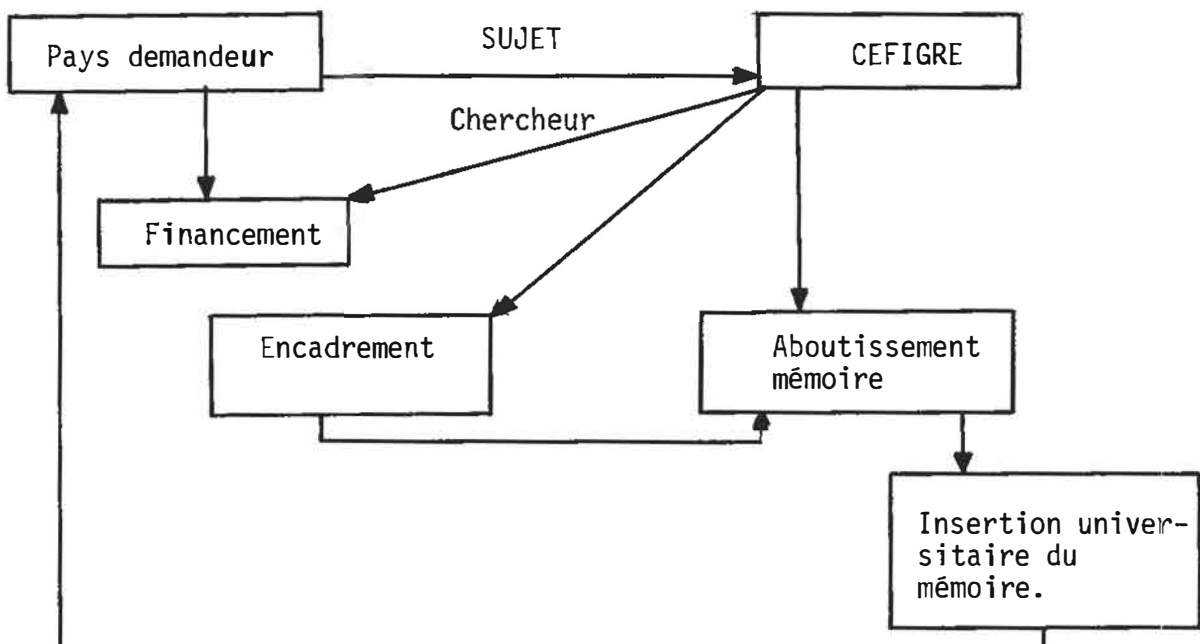 Pays demandeur
SUJET
CEFIGRE
Chercheur
Financement
Encadrement
Aboutissement
mémoire
Insertion univer-
sitaire du
mémoire.